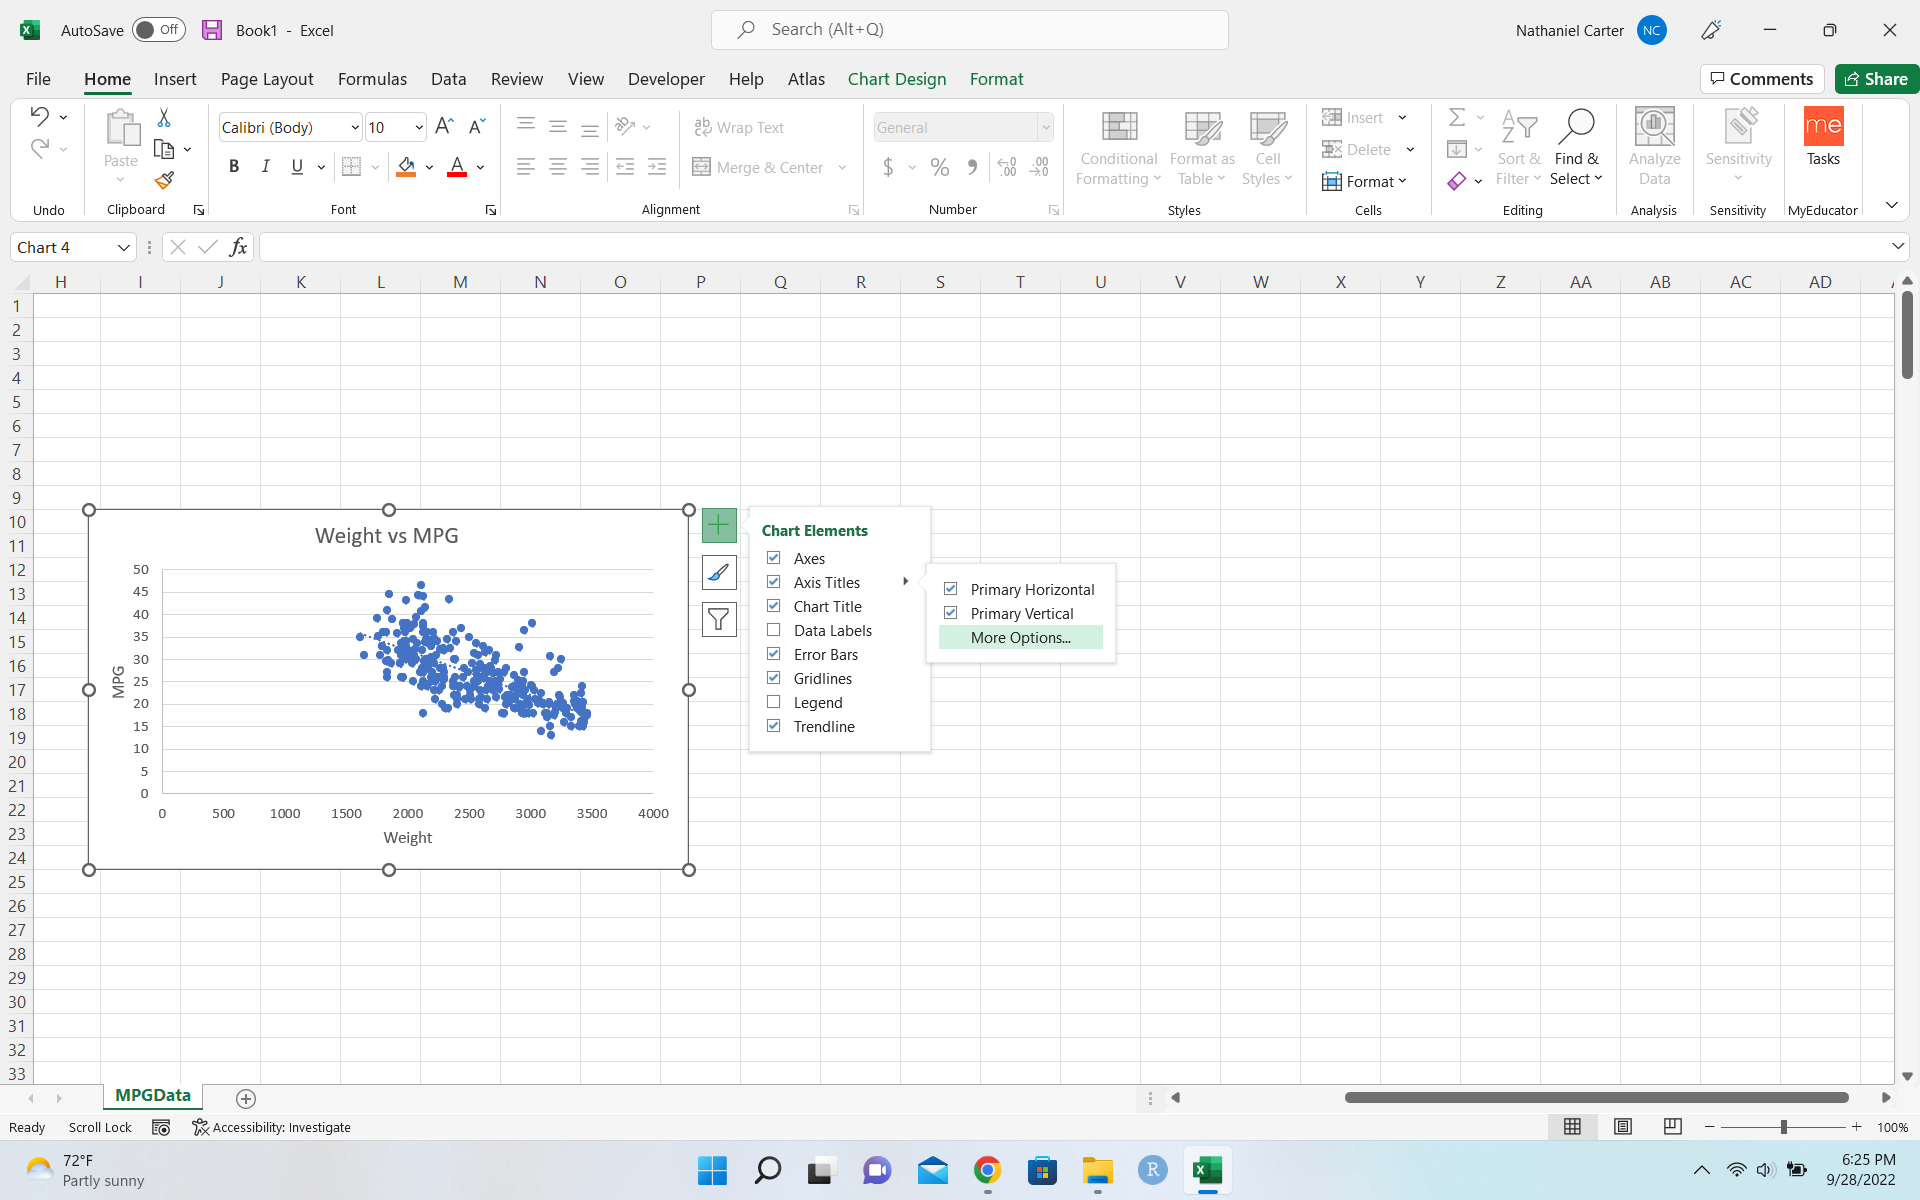 AutoSave Off Book1 - Excel Search (Alt+Q) Nathaniel Carter NC
File Home Insert Page Layout Formulas Data Review View Developer Help Atlas Chart Design Format Comments Share
Calibri (Body) 10 Wrap Text General Insert me
Paste Conditional Format as Cell Delete Sort & Find & Analyze Sensitivity Tasks
B I U A Merge & Center $ % Formatting Table Styles Format Filter Select Data
Undo Clipboard Font Alignment Number Styles Cells Editing Analysis Sensitivity MyEducator
Chart 4 fx
H I J K L M N O P Q R S T U V W X Y Z AA AB AC AD
1
2
3
4
5
6
7
8
9
10
11
12
13
14
15
16
17
18
19
20
21
22
23
24
25
26
27
28
29
30
31
32
33
Weight vs MPG
50
45
40
35
30
25
20
15
10
5
0
MPG
0 500 1000 1500 2000 2500 3000 3500 4000
Weight
Chart Elements
Axes
Axis Titles
Chart Title
Data Labels
Error Bars
Gridlines
Legend
Trendline
Primary Horizontal
Primary Vertical
More Options...
MPGData
Ready Scroll Lock Accessibility: Investigate 100%
72°F
Partly sunny
R
6:25 PM
9/28/2022